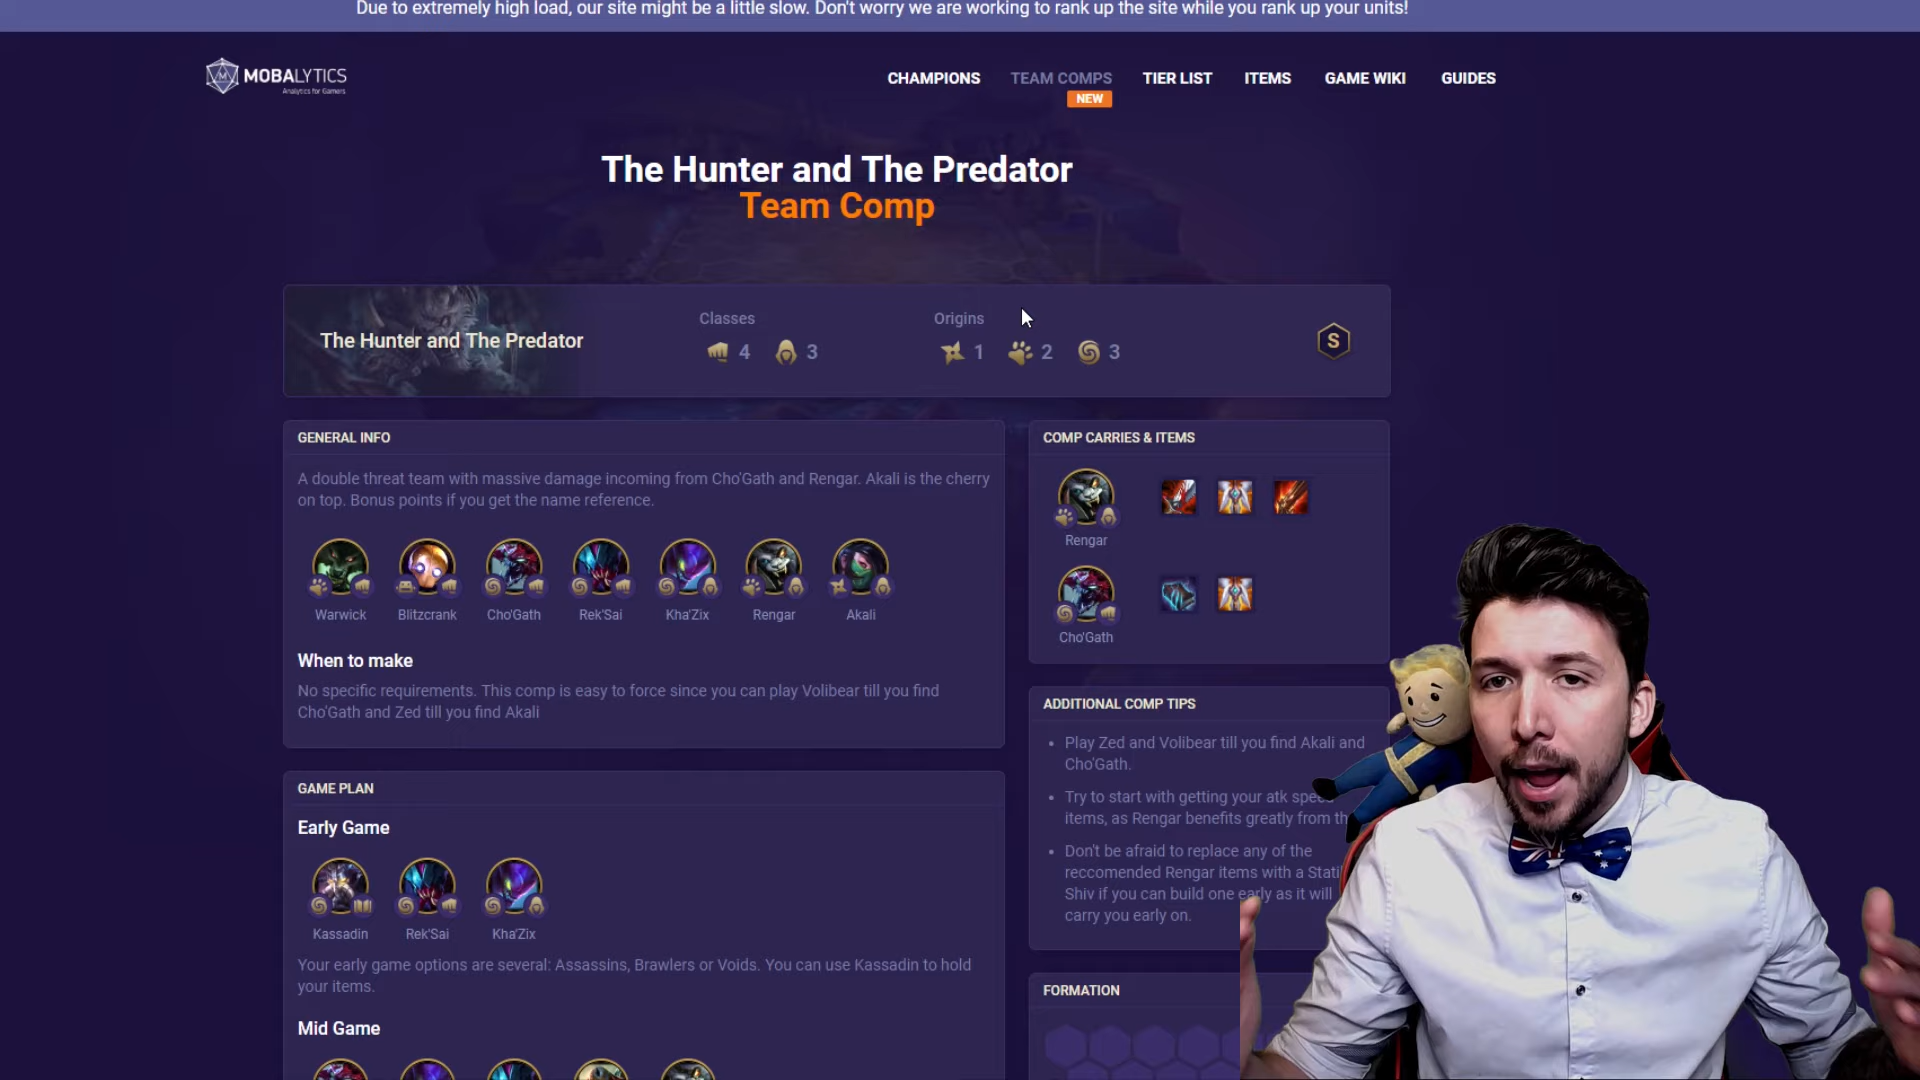 Due to extremely high load, our site might be a little slow. Don't worry we are working to rank up the site while you rank up your units!
MOBALYTICS
Analytics for Gamers
CHAMPIONS
TEAM COMPS
NEW
TIER LIST
ITEMS
GAME WIKI
GUIDES
The Hunter and The Predator
Team Comp
The Hunter and The Predator
Classes
4
3
Origins
1
2
3
S
GENERAL INFO
A double threat team with massive damage incoming from Cho'Gath and Rengar. Akali is the cherry
on top. Bonus points if you get the name reference.
Warwick
Blitzcrank
Cho'Gath
Rek'Sai
Kha'Zix
Rengar
Akali
When to make
No specific requirements. This comp is easy to force since you can play Volibear till you find
Cho'Gath and Zed till you find Akali
GAME PLAN
Early Game
Kassadin
Rek'Sai
Kha'Zix
Your early game options are several: Assassins, Brawlers or Voids. You can use Kassadin to hold
your items.
Mid Game
COMP CARRIES & ITEMS
Rengar
Cho'Gath
ADDITIONAL COMP TIPS
Play Zed and Volibear till you find Akali and
Cho'Gath.
Try to start with getting your atk speed
items, as Rengar benefits greatly from
Don't be afraid to replace any of the
reccomended Rengar items with a
Shiv if you can build one early as it will
carry you early on.
FORMATION